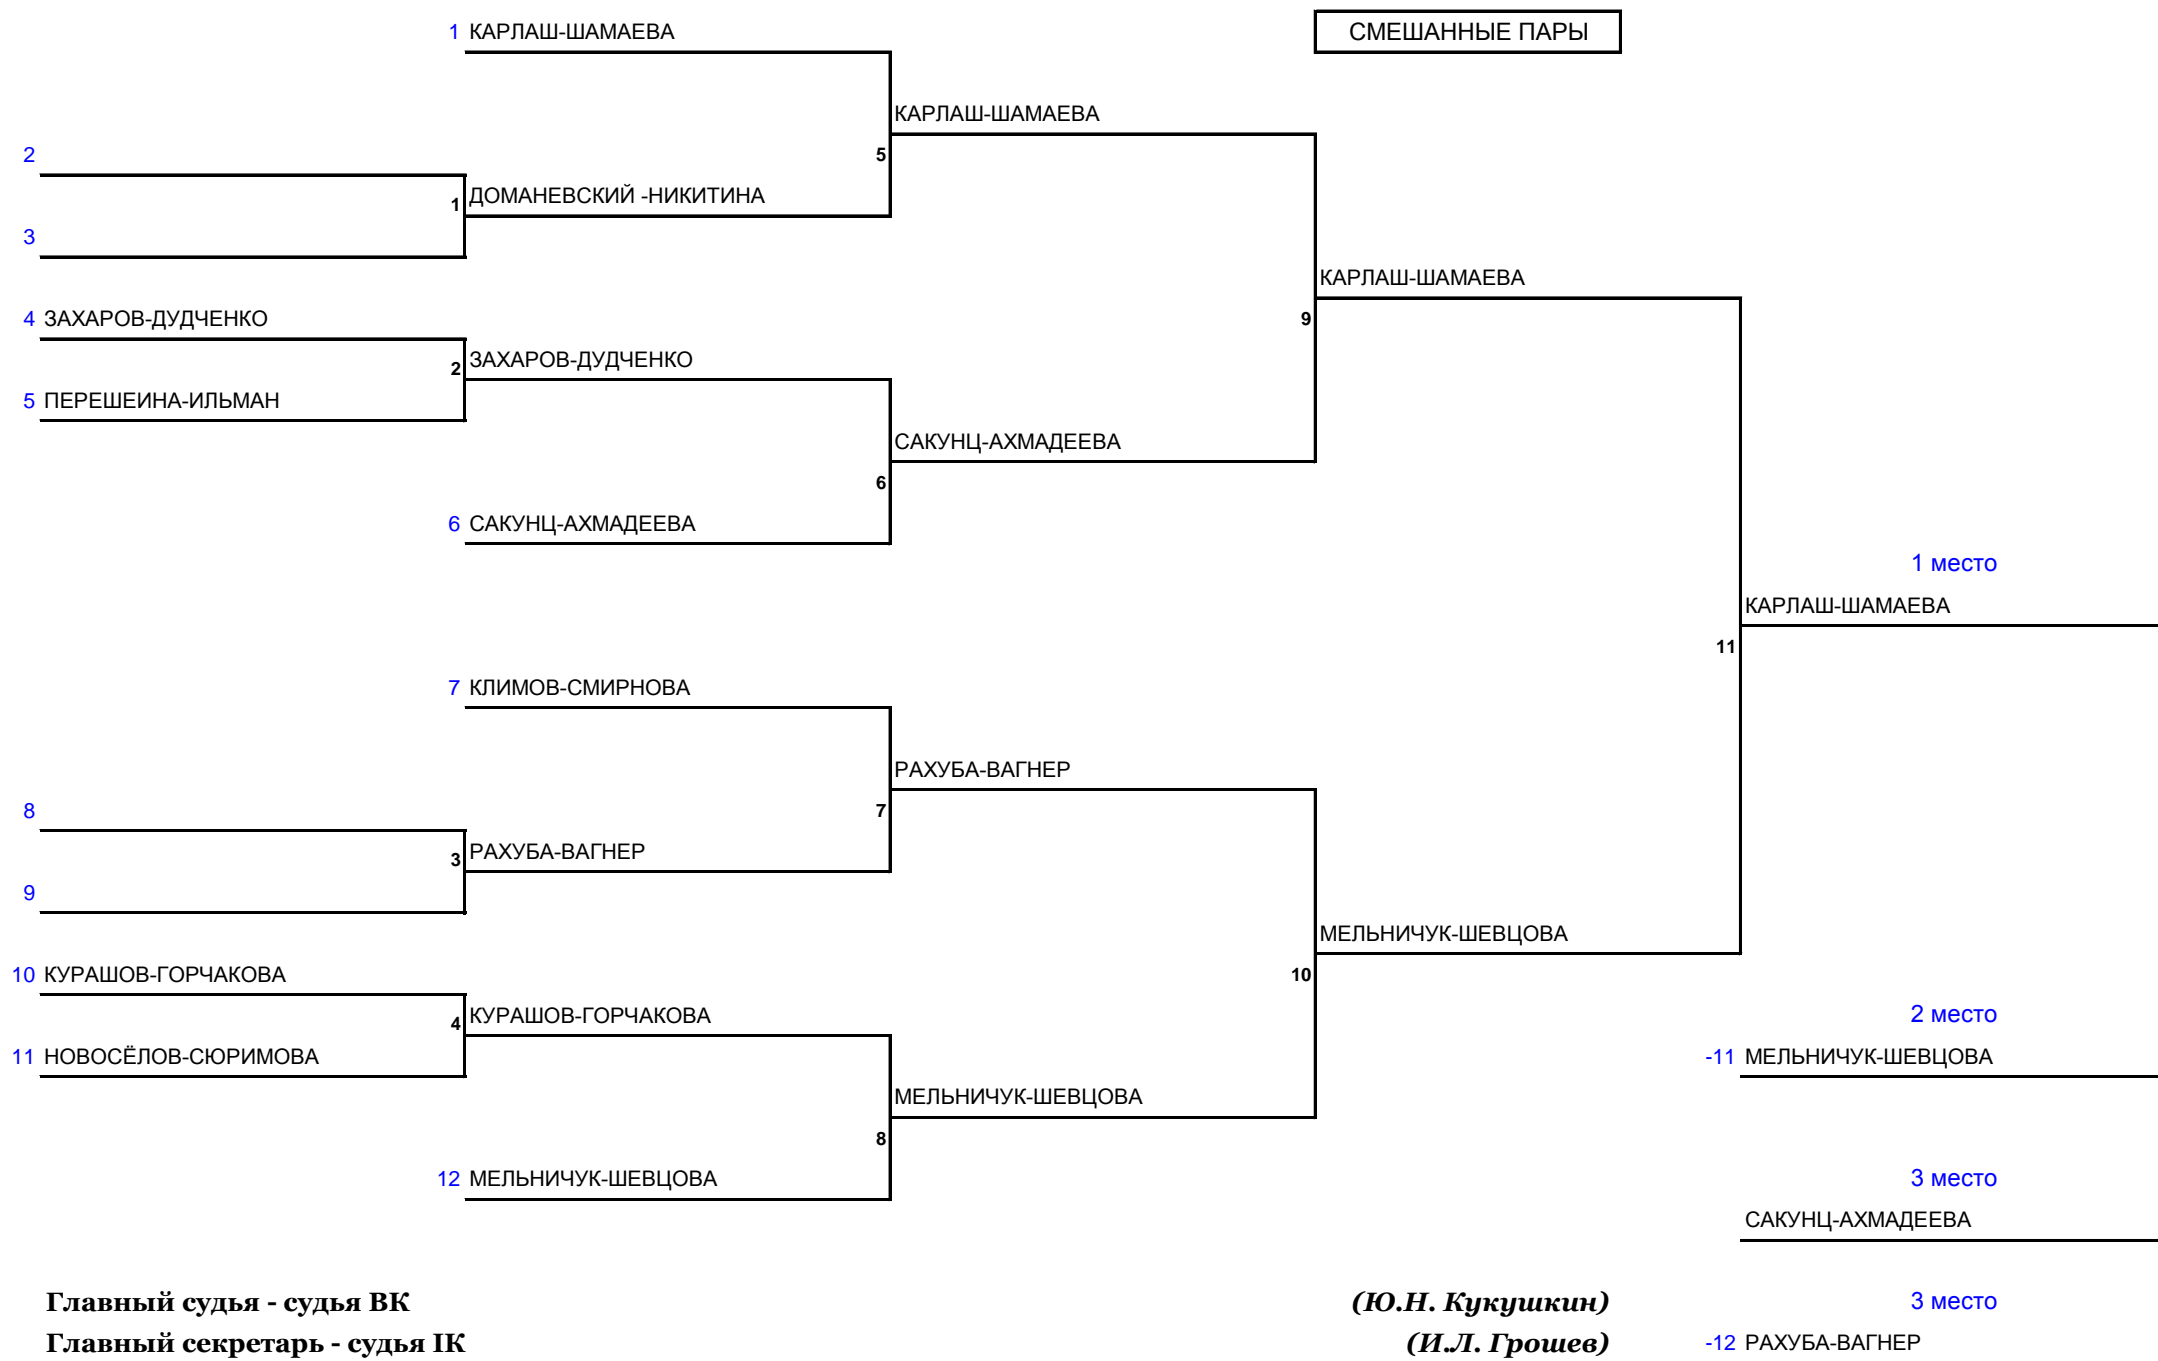 1 КАРЛАШ-ШАМАЕВА
СМЕШАННЫЕ ПАРЫ
КАРЛАШ-ШАМАЕВА
2
5
1 ДОМАНЕВСКИЙ -НИКИТИНА
3
КАРЛАШ-ШАМАЕВА
4 ЗАХАРОВ-ДУДЧЕНКО
9
2 ЗАХАРОВ-ДУДЧЕНКО
5 ПЕРЕШЕИНА-ИЛЬМАН
САКУНЦ-АХМАДЕЕВА
6
6 САКУНЦ-АХМАДЕЕВА
1 место
КАРЛАШ-ШАМАЕВА
11
7 КЛИМОВ-СМИРНОВА
РАХУБА-ВАГНЕР
8
7
3 РАХУБА-ВАГНЕР
9
МЕЛЬНИЧУК-ШЕВЦОВА
10 КУРАШОВ-ГОРЧАКОВА
10
4 КУРАШОВ-ГОРЧАКОВА
2 место
11 НОВОСЁЛОВ-СЮРИМОВА
-11 МЕЛЬНИЧУК-ШЕВЦОВА
МЕЛЬНИЧУК-ШЕВЦОВА
8
12 МЕЛЬНИЧУК-ШЕВЦОВА
3 место
САКУНЦ-АХМАДЕЕВА
Главный судья - судья ВК (Ю.Н. Кукушкин)
3 место
Главный секретарь - судья IК (И.Л. Грошев)
-12 РАХУБА-ВАГНЕР